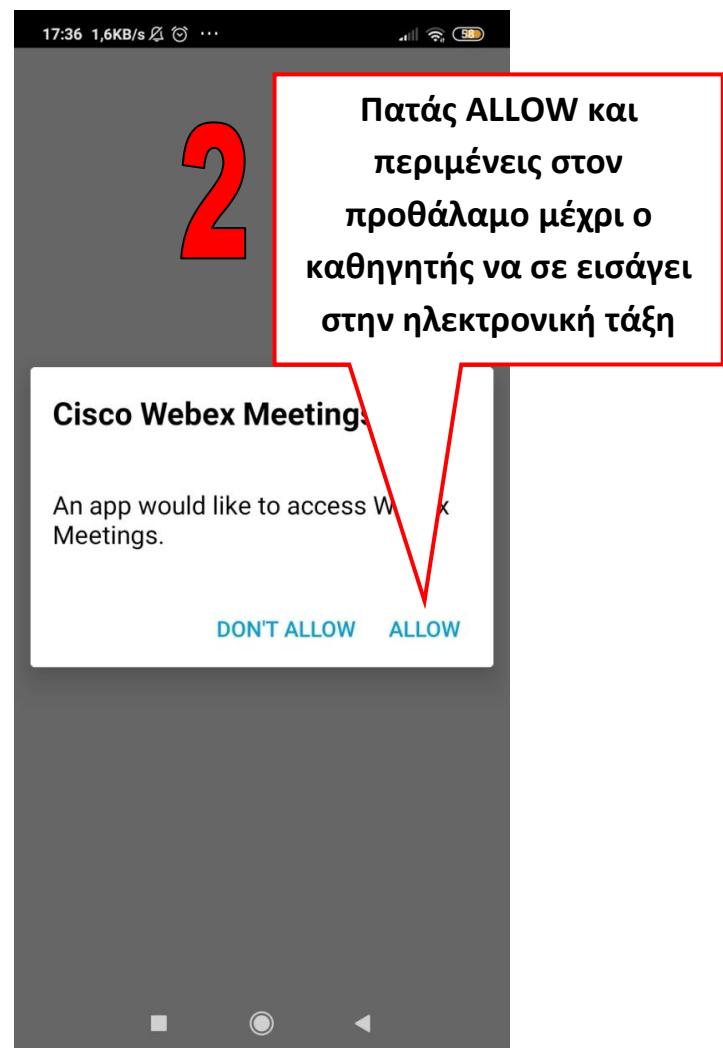 17:36 1,6KB/s ... 58
2
Πατάς ALLOW και
περιμένεις στον
προθάλαμο μέχρι ο
καθηγητής να σε εισάγει
στην ηλεκτρονική τάξη
Cisco Webex Meetings
An app would like to access Webex
Meetings.
DON'T ALLOW ALLOW